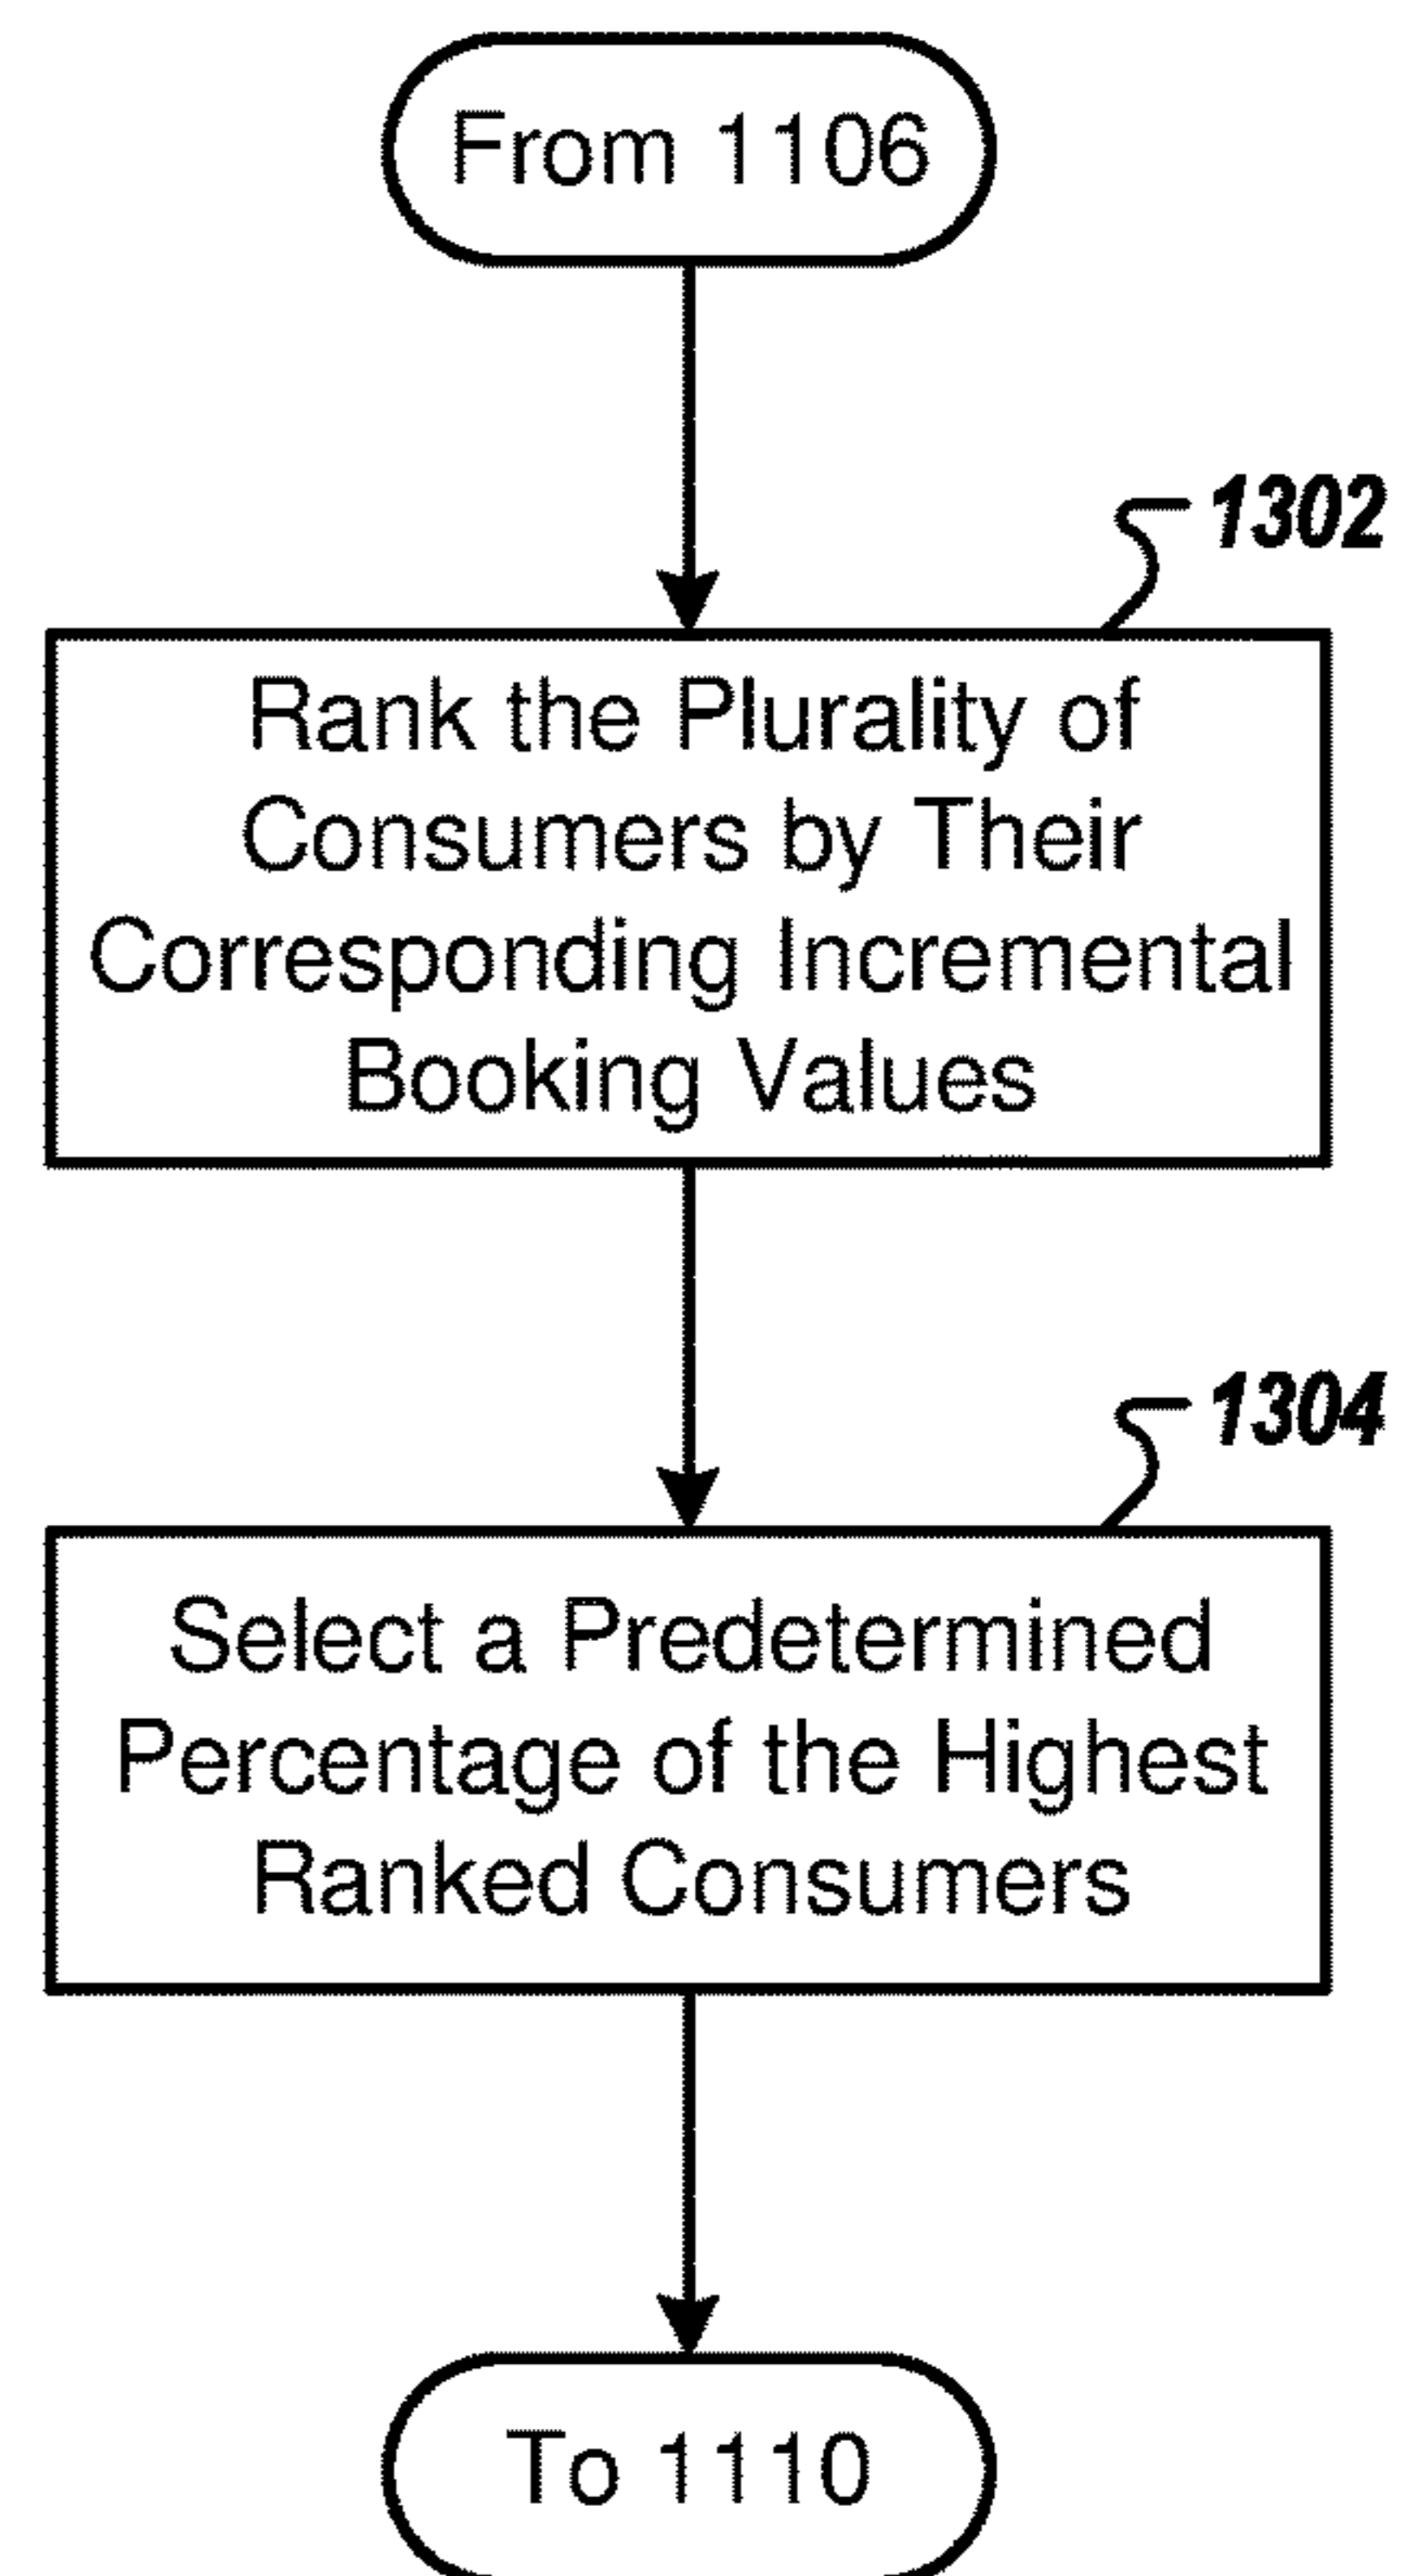 From 1106
1302
Rank the Plurality of
Consumers by Their
Corresponding Incremental
Booking Values
1304
Select a Predetermined
Percentage of the Highest
Ranked Consumers
To 1110